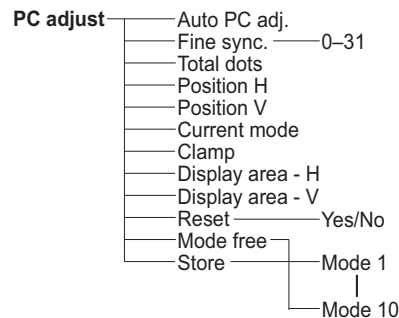 PC adjust Auto PC adj.
Fine sync. 0–31
Total dots
Position H
Position V
Current mode
Clamp
Display area - H
Display area - V
Reset Yes/No
Mode free
Store Mode 1
Mode 10